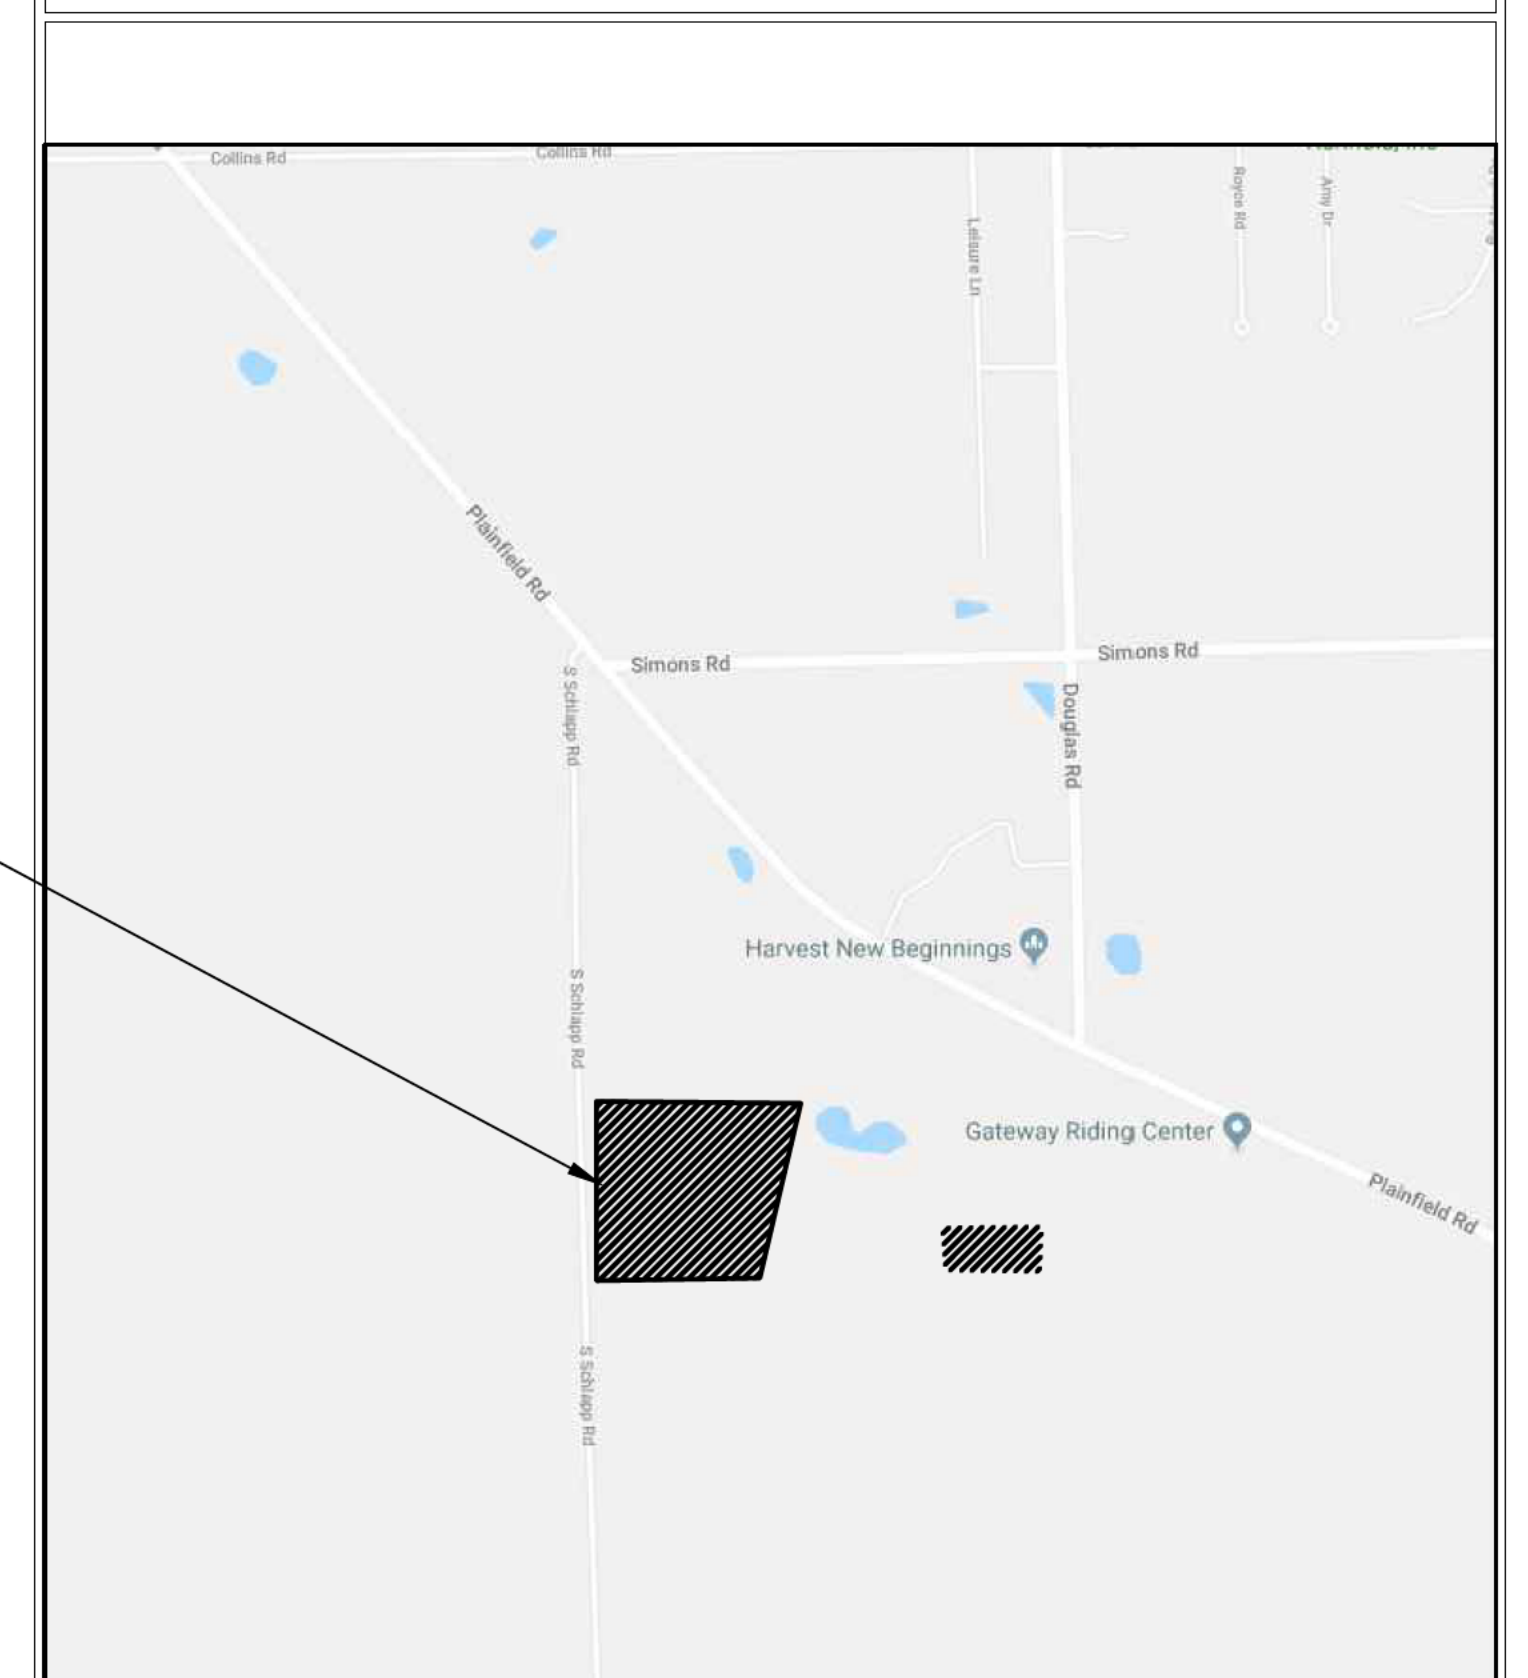 Collins Rd
Collins Rd
Royce Rd
Amy Dr
Leisure Ln
Plainfield Rd
Simons Rd
Simons Rd
S Schlapp Rd
Douglas Rd
Harvest New Beginnings
S Schlapp Rd
Gateway Riding Center
Plainfield Rd
S Schlapp Rd